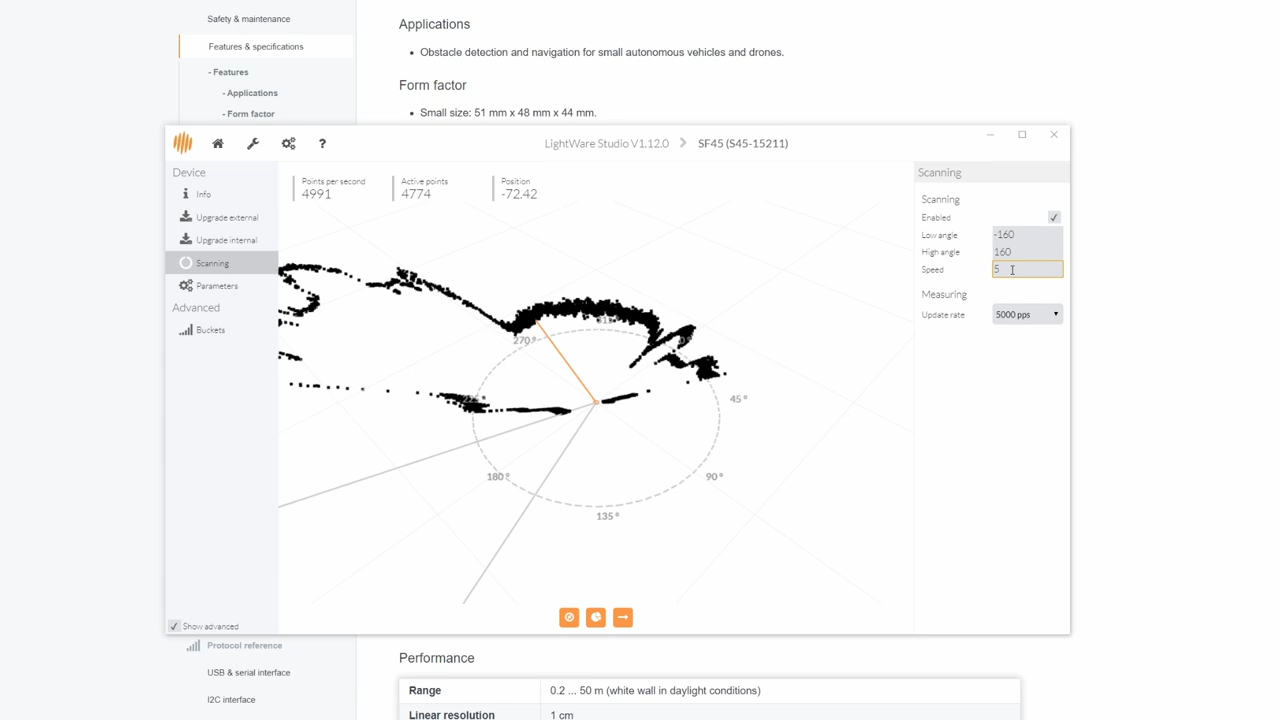 Safety & maintenance
Features & specifications
- Features
- Applications
- Form factor
Applications
• Obstacle detection and navigation for small autonomous vehicles and drones.
Form factor
• Small size: 51 mm x 48 mm x 44 mm.
LightWare Studio V1.12.0 > SF45 (S45-15211)
Device
Info
Upgrade external
Upgrade internal
Scanning
Parameters
Advanced
Buckets
Show advanced
Points per second
4991
Active points
4774
Position
-72.42
270°
45°
180°
90°
135°
Scanning
Scanning
Enabled
Low angle -160
High angle 160
Speed 5
Measuring
Update rate 5000 pps
Protocol reference
USB & serial interface
I2C interface
Performance
Range 0.2 ... 50 m (white wall in daylight conditions)
Linear resolution 1 cm